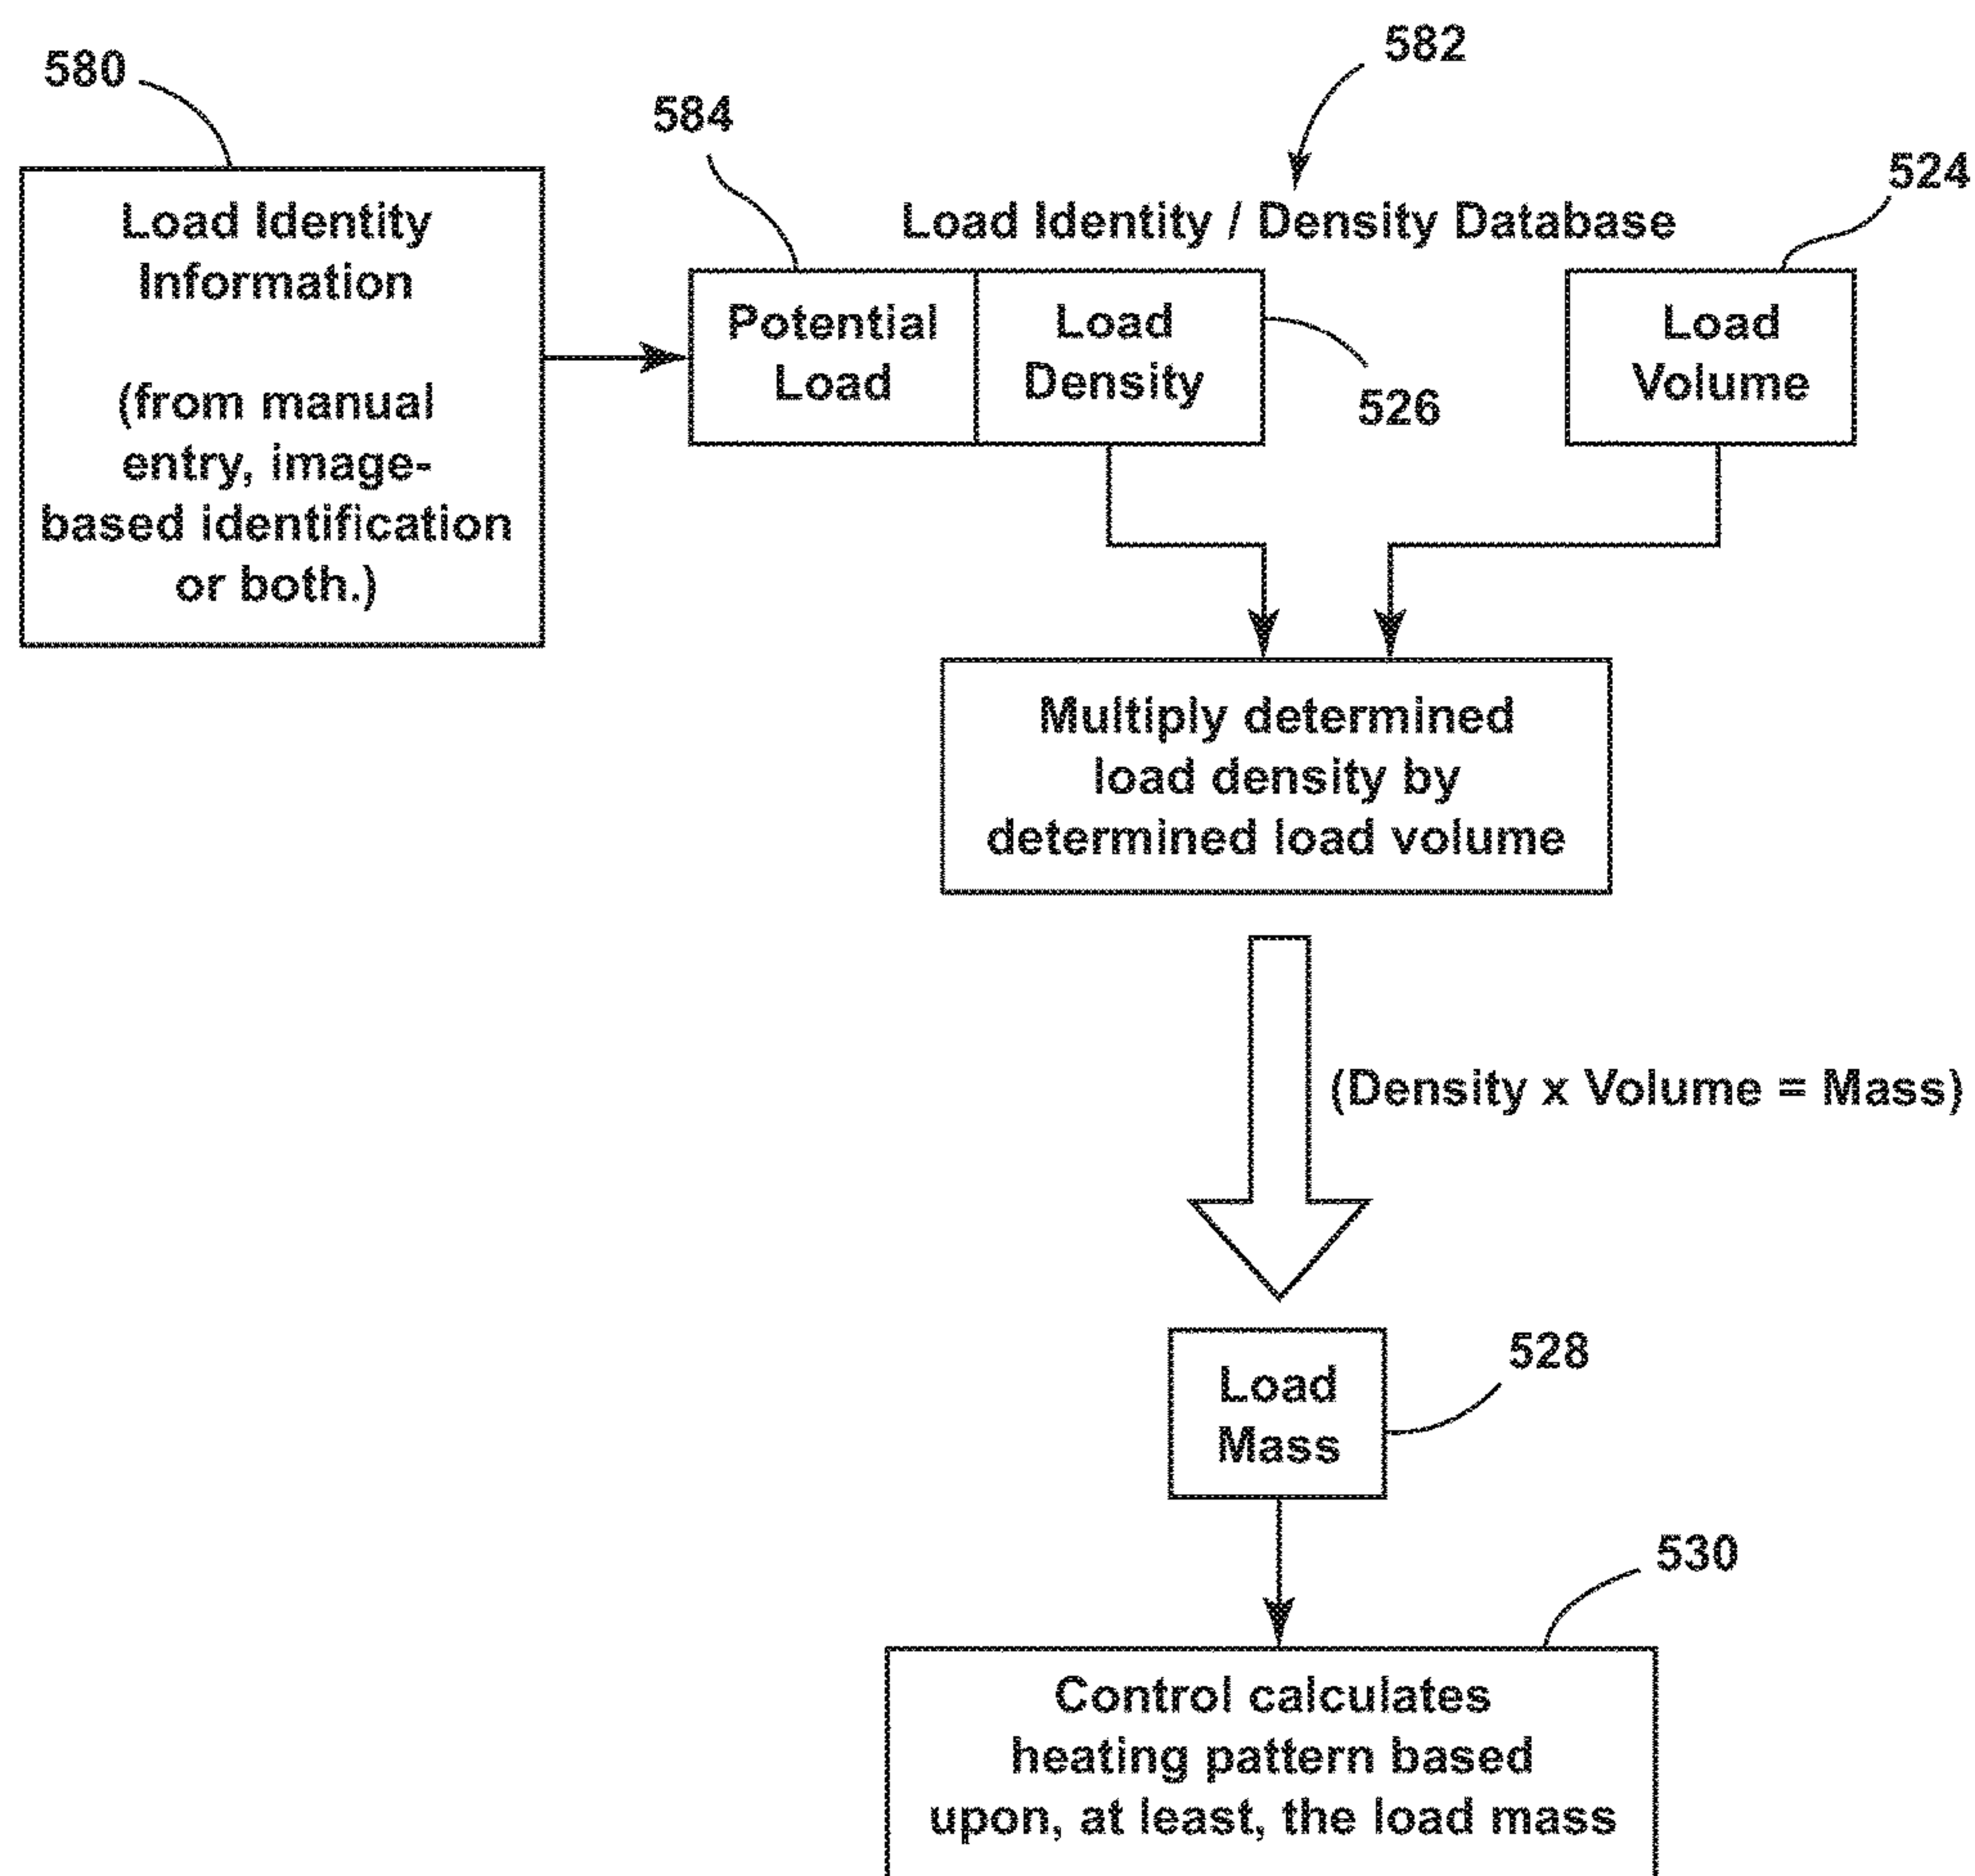 580
582
584
524
Load Identity
Information
(from manual
entry, image-
based identification
or both.)
Load Identity / Density Database
Potential
Load
Load
Density
526
Load
Volume
Multiply determined
load density by
determined load volume
(Density x Volume = Mass)
Load
Mass
528
530
Control calculates
heating pattern based
upon, at least, the load mass